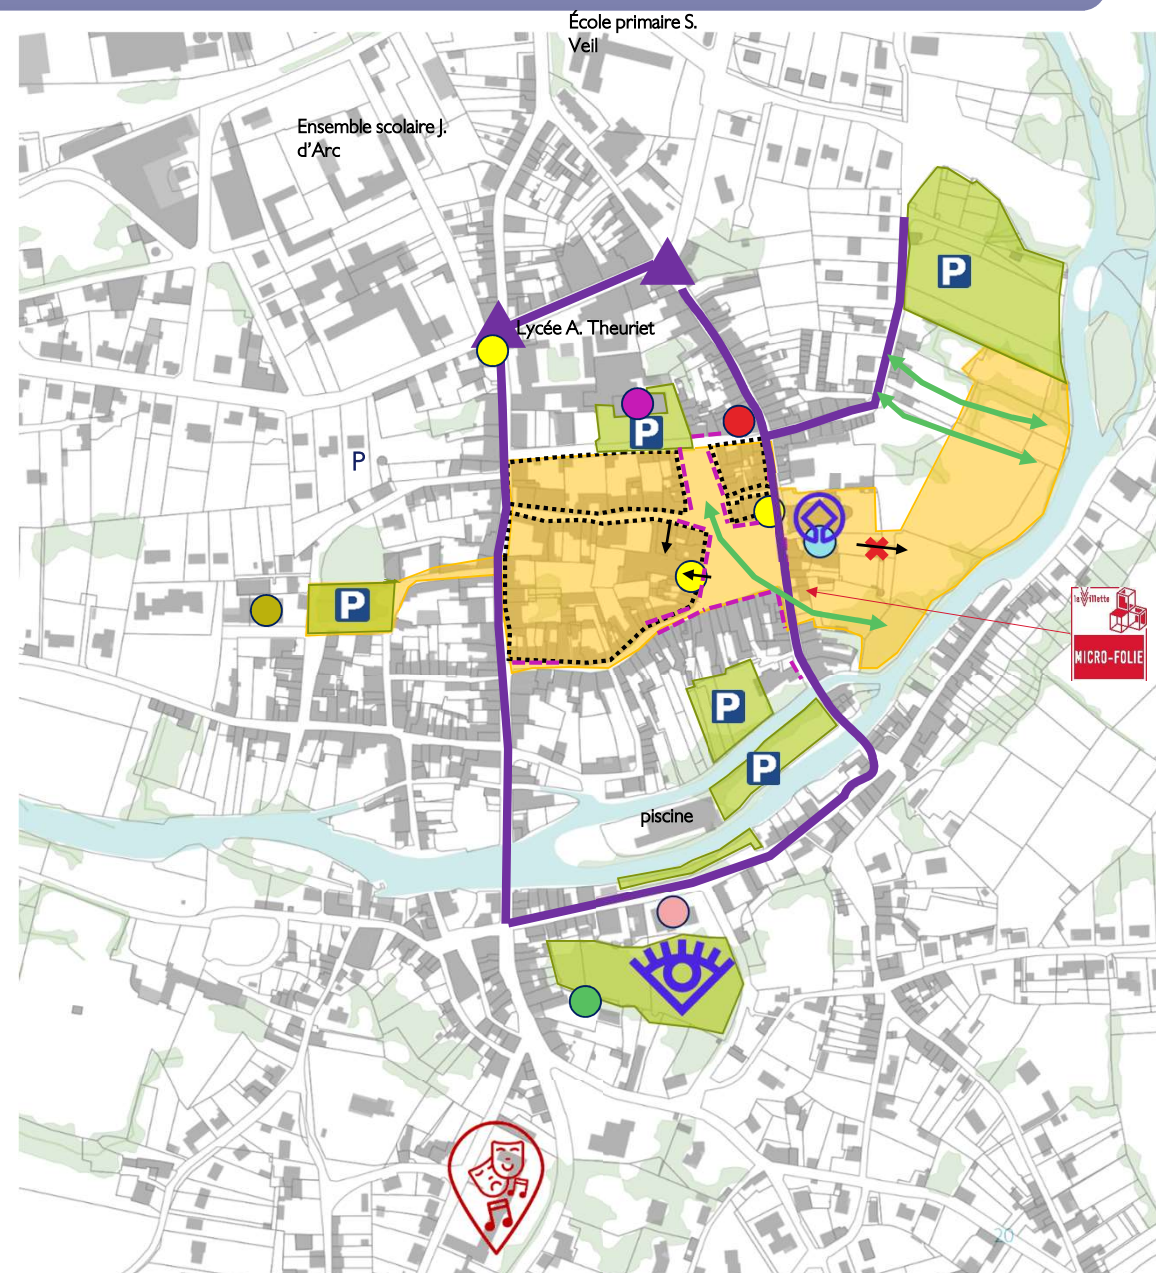 École primaire S.
Veil
Ensemble scolaire J.
d'Arc
P
Lycée A. Theuriet
P
P
P
la Villette
MICRO-FOLIE
P
P
piscine
20